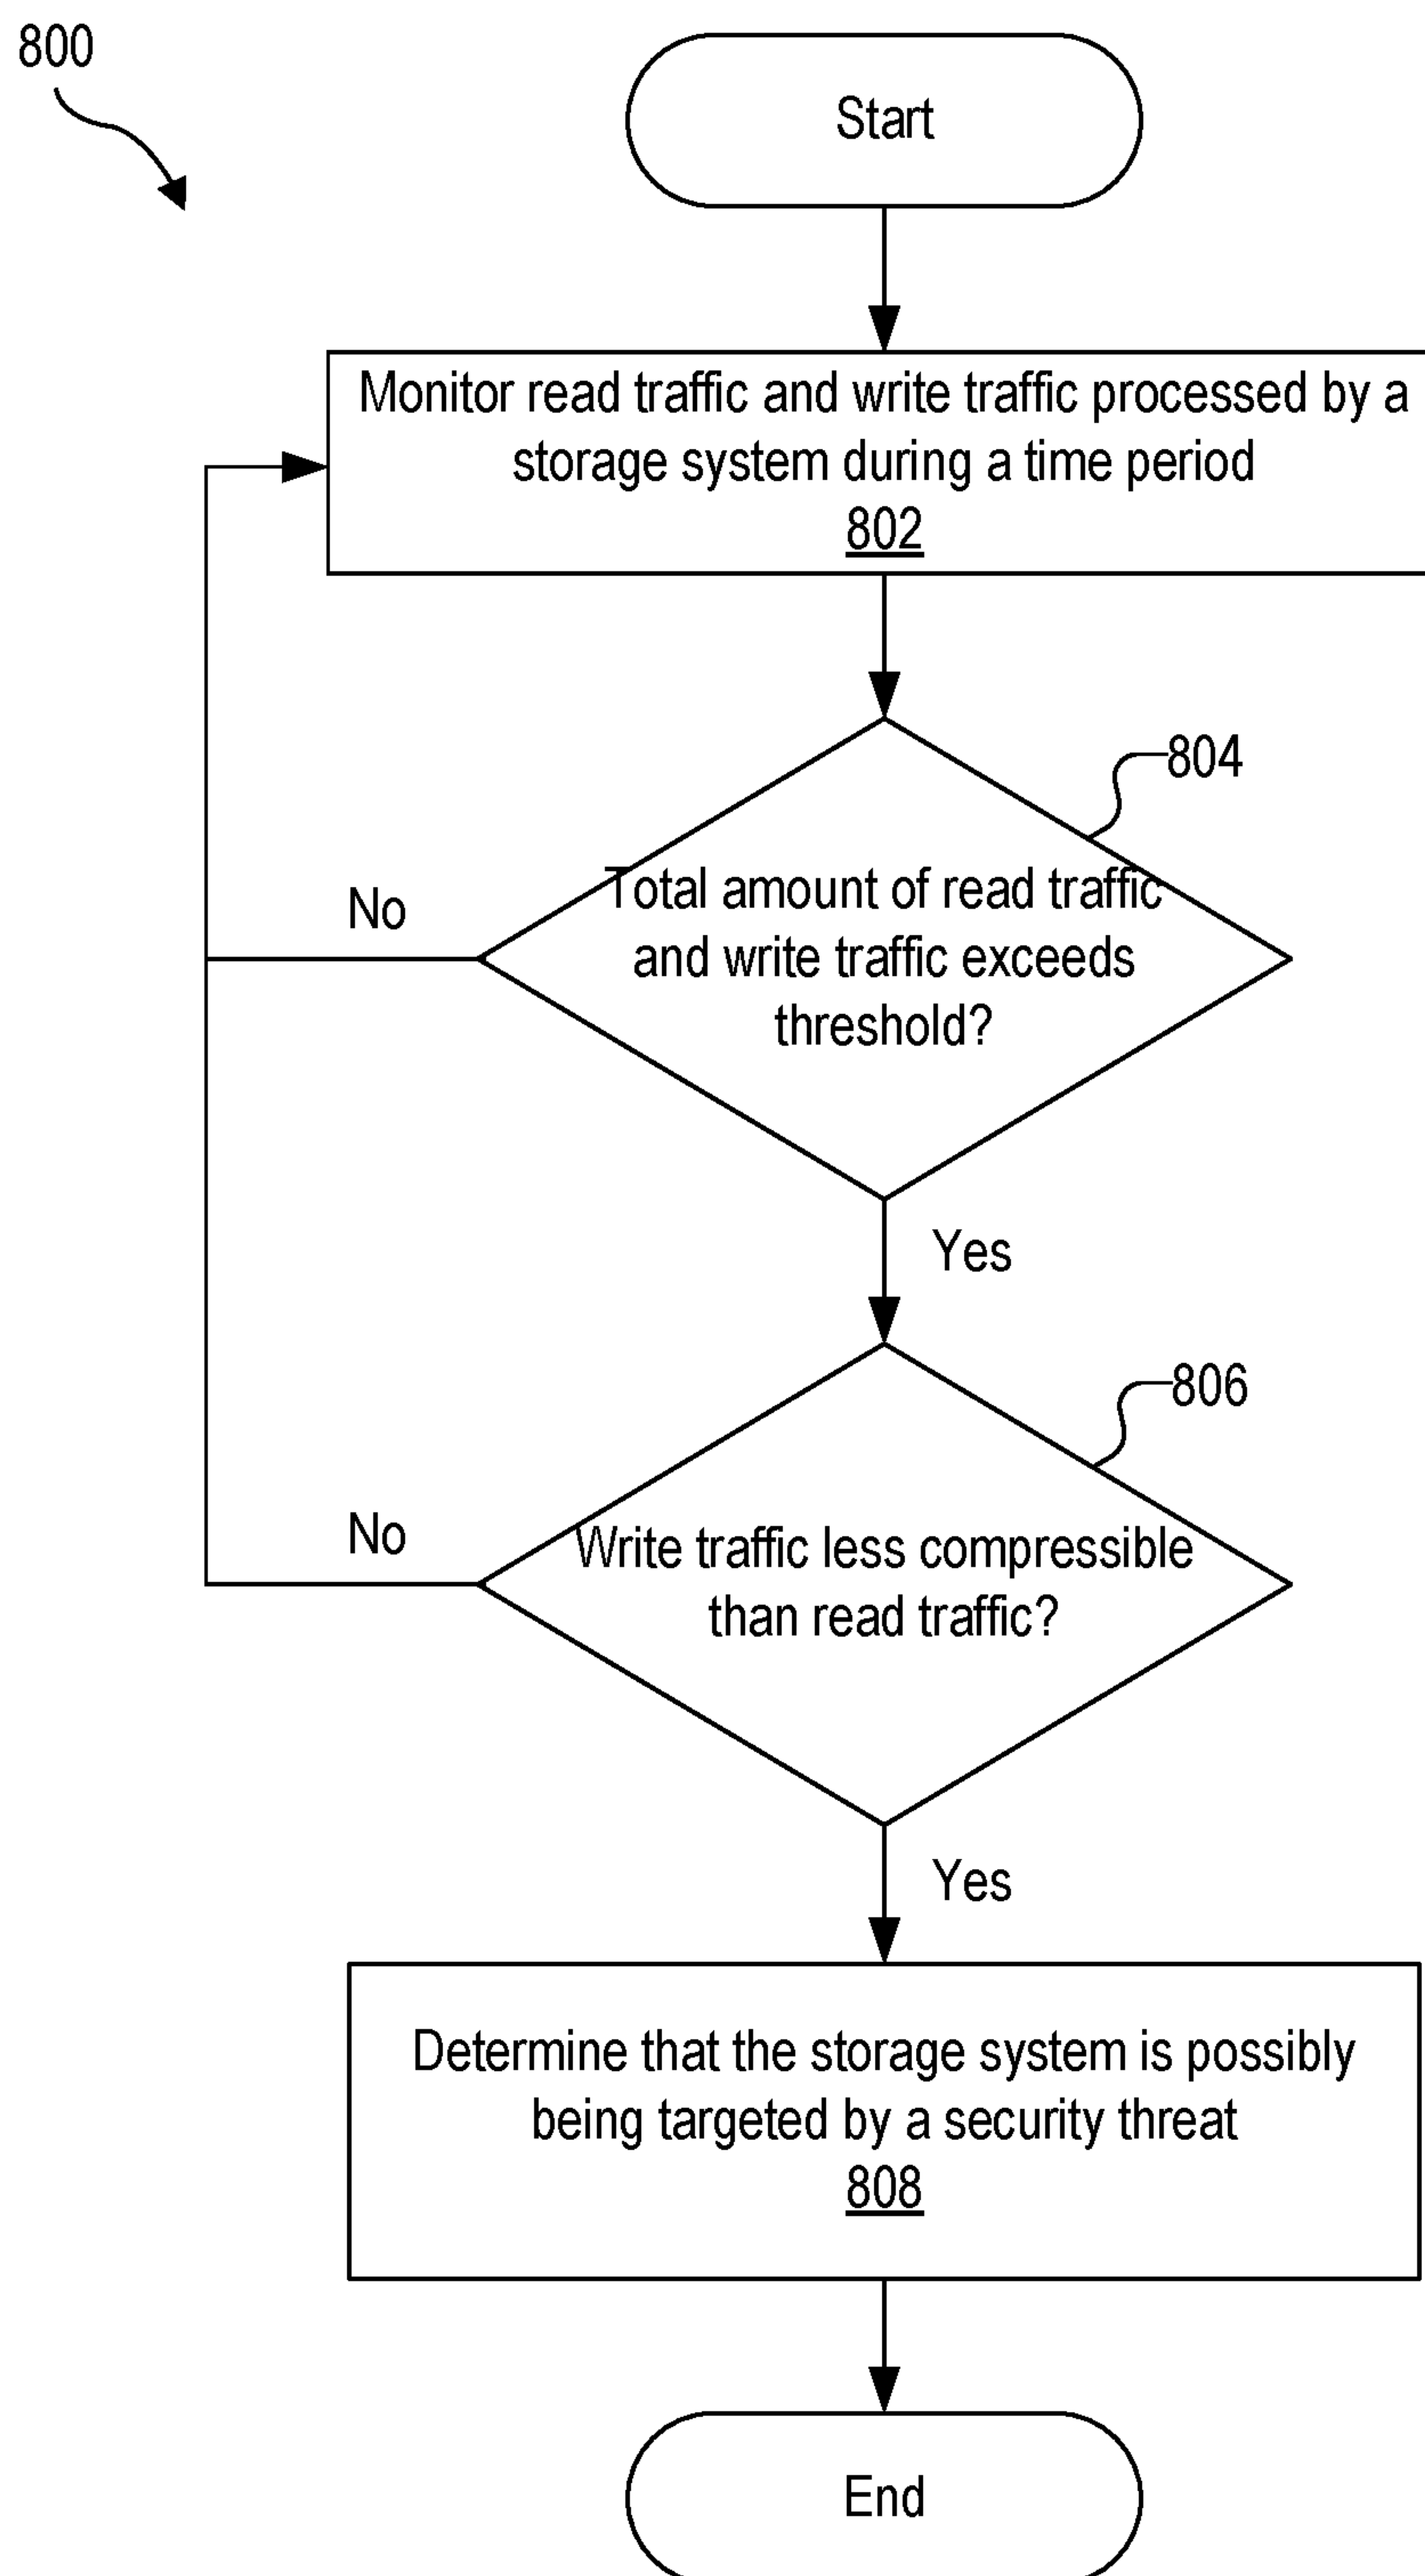 800
Start
Monitor read traffic and write traffic processed by a
storage system during a time period
802
804
Total amount of read traffic
and write traffic exceeds
threshold?
No
Yes
806
Write traffic less compressible
than read traffic?
No
Yes
Determine that the storage system is possibly
being targeted by a security threat
808
End